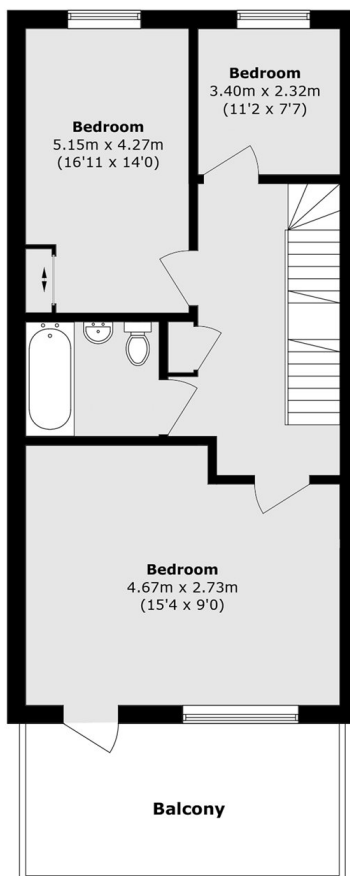 Bedroom
5.15m x 4.27m
(16'11 x 14'0)
Bedroom
3.40m x 2.32m
(11'2 x 7'7)
Bedroom
4.67m x 2.73m
(15'4 x 9'0)
Balcony